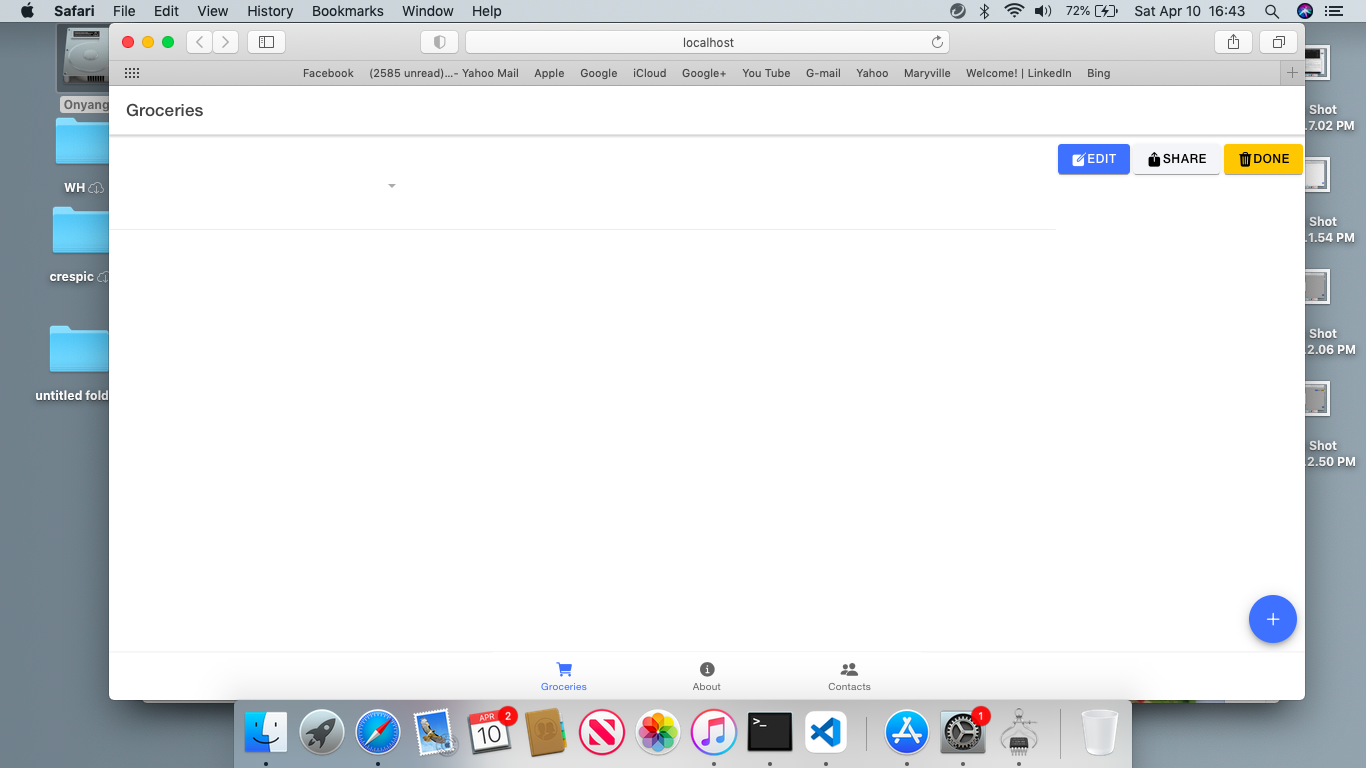 Safari File Edit View History Bookmarks Window Help 72% Sat Apr 10 16:43
localhost
Facebook (2585 unread)...- Yahoo Mail Apple Google iCloud Google+ You Tube G-mail Yahoo Maryville Welcome! | LinkedIn Bing
Onyang
Groceries
Shot
.7.02 PM
EDIT SHARE DONE
WH
Shot
.1.54 PM
crespic
Shot
.2.06 PM
untitled fold
Shot
.2.50 PM
Groceries About Contacts
APR
10
2
1